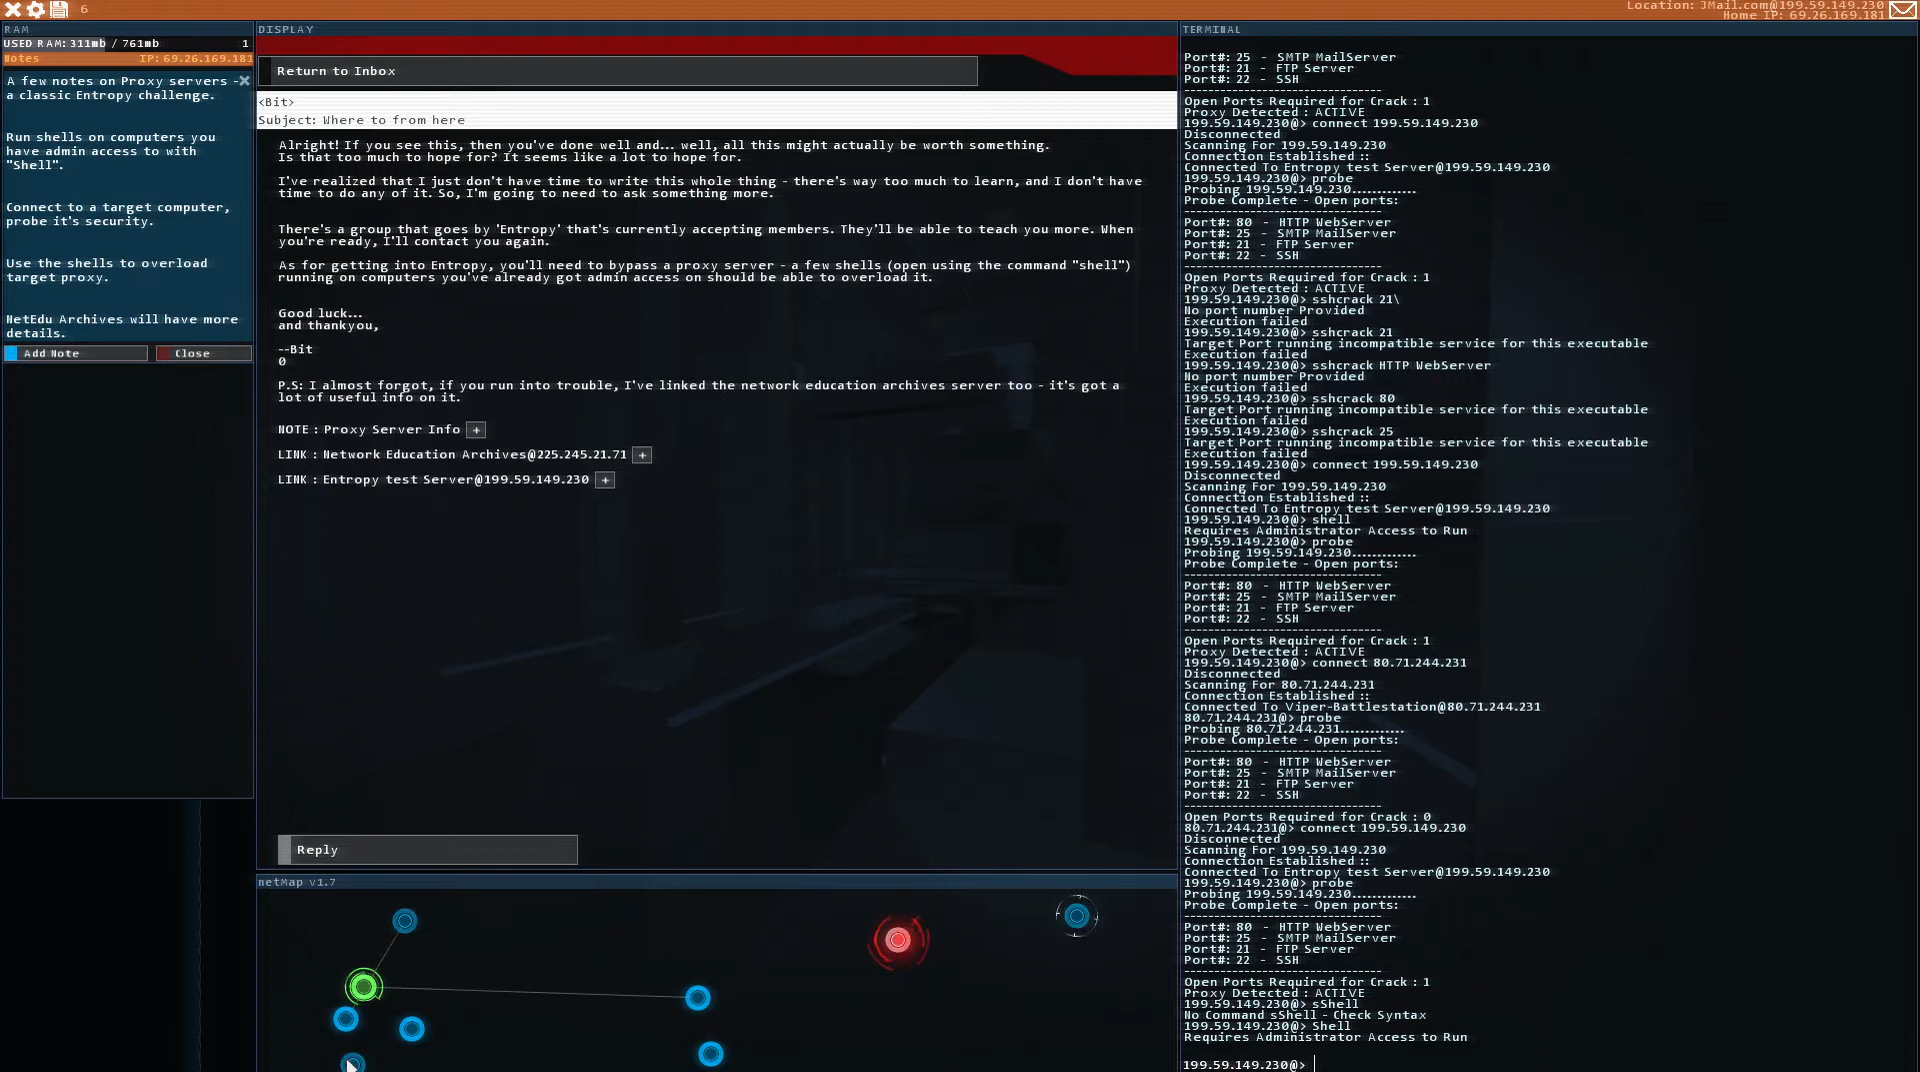 6
Location: JMail.com@199.59.149.230
Home IP: 69.26.169.181
RAM
USED RAM: 311mb / 761mb 1
Notes IP: 69.26.169.181
A few notes on Proxy servers -
a classic Entropy challenge.
Run shells on computers you
have admin access to with
"Shell".
Connect to a target computer,
probe it's security.
Use the shells to overload
target proxy.
NetEdu Archives will have more
details.
Add Note
Close
DISPLAY
Return to Inbox
<Bit>
Subject: Where to from here
Alright! If you see this, then you've done well and... well, all this might actually be worth something.
Is that too much to hope for? It seems like a lot to hope for.
I've realized that I just don't have time to write this whole thing - there's way too much to learn, and I don't have
time to do any of it. So, I'm going to need to ask something more.
There's a group that goes by 'Entropy' that's currently accepting members. They'll be able to teach you more. When
you're ready, I'll contact you again.
As for getting into Entropy, you'll need to bypass a proxy server - a few shells (open using the command "shell")
running on computers you've already got admin access on should be able to overload it.
Good luck...
and thankyou,
--Bit
0
P.S: I almost forgot, if you run into trouble, I've linked the network education archives server too - it's got a
lot of useful info on it.
NOTE : Proxy Server Info +
LINK : Network Education Archives@225.245.21.71 +
LINK : Entropy test Server@199.59.149.230 +
Reply
netMap v1.7
TERMINAL
Port#: 25 - SMTP MailServer
Port#: 21 - FTP Server
Port#: 22 - SSH
---------------------------------
Open Ports Required for Crack : 1
Proxy Detected : ACTIVE
199.59.149.230@> connect 199.59.149.230
Disconnected
Scanning For 199.59.149.230
Connection Established ::
Connected To Entropy test Server@199.59.149.230
199.59.149.230@> probe
Probing 199.59.149.230.............
Probe Complete - Open ports:
---------------------------------
Port#: 80 - HTTP WebServer
Port#: 25 - SMTP MailServer
Port#: 21 - FTP Server
Port#: 22 - SSH
---------------------------------
Open Ports Required for Crack : 1
Proxy Detected : ACTIVE
199.59.149.230@> sshcrack 21\
No port number Provided
Execution failed
199.59.149.230@> sshcrack 21
Target Port running incompatible service for this executable
Execution failed
199.59.149.230@> sshcrack HTTP WebServer
No port number Provided
Execution failed
199.59.149.230@> sshcrack 80
Target Port running incompatible service for this executable
Execution failed
199.59.149.230@> sshcrack 25
Target Port running incompatible service for this executable
Execution failed
199.59.149.230@> connect 199.59.149.230
Disconnected
Scanning For 199.59.149.230
Connection Established ::
Connected To Entropy test Server@199.59.149.230
199.59.149.230@> shell
Requires Administrator Access to Run
199.59.149.230@> probe
Probing 199.59.149.230.............
Probe Complete - Open ports:
---------------------------------
Port#: 80 - HTTP WebServer
Port#: 25 - SMTP MailServer
Port#: 21 - FTP Server
Port#: 22 - SSH
---------------------------------
Open Ports Required for Crack : 1
Proxy Detected : ACTIVE
199.59.149.230@> connect 80.71.244.231
Disconnected
Scanning For 80.71.244.231
Connection Established ::
Connected To Viper-Battlestation@80.71.244.231
80.71.244.231@> probe
Probing 80.71.244.231.............
Probe Complete - Open ports:
---------------------------------
Port#: 80 - HTTP WebServer
Port#: 25 - SMTP MailServer
Port#: 21 - FTP Server
Port#: 22 - SSH
---------------------------------
Open Ports Required for Crack : 0
80.71.244.231@> connect 199.59.149.230
Disconnected
Scanning For 199.59.149.230
Connection Established ::
Connected To Entropy test Server@199.59.149.230
199.59.149.230@> probe
Probing 199.59.149.230.............
Probe Complete - Open ports:
---------------------------------
Port#: 80 - HTTP WebServer
Port#: 25 - SMTP MailServer
Port#: 21 - FTP Server
Port#: 22 - SSH
---------------------------------
Open Ports Required for Crack : 1
Proxy Detected : ACTIVE
199.59.149.230@> sShell
No Command sShell - Check Syntax
199.59.149.230@> Shell
Requires Administrator Access to Run
199.59.149.230@>